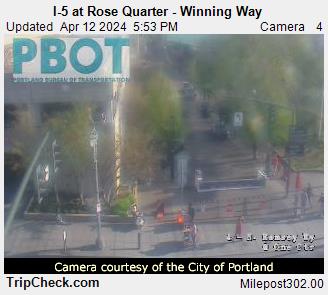 I-5 at Rose Quarter - Winning Way
Updated Apr 12 2024 5:53 PM Camera 4
PBOT
PORTLAND BUREAU OF TRANSPORTATION
Camera courtesy of the City of Portland
TripCheck.com Milepost302.00